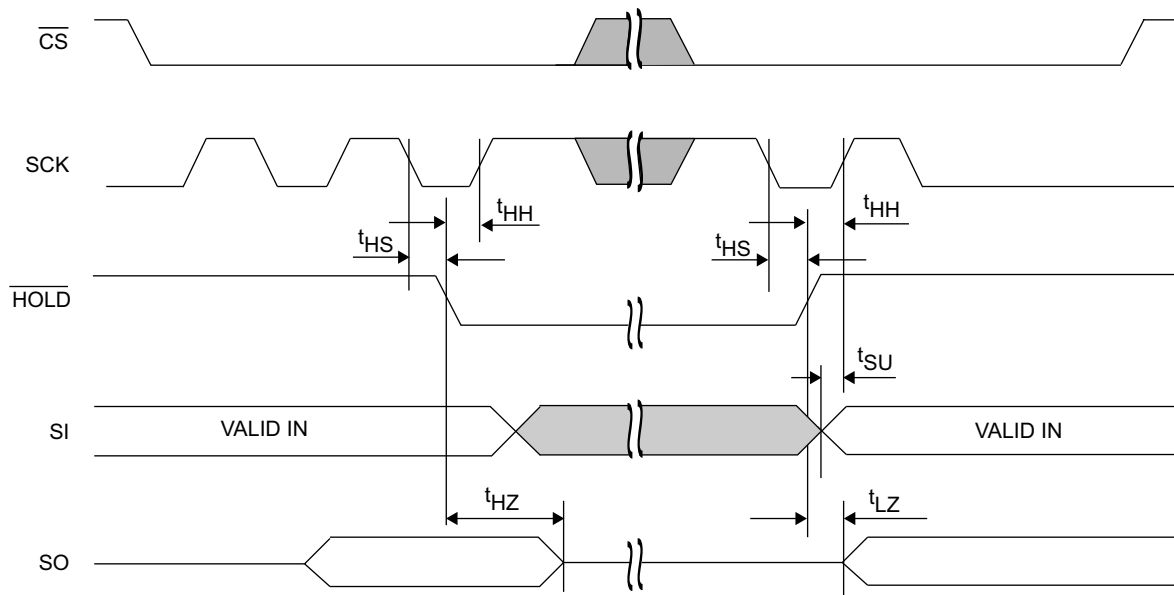 CS
SCK
tHH
tHH
tHS
tHS
HOLD
tSU
SI
VALID IN
VALID IN
tHZ
tLZ
SO